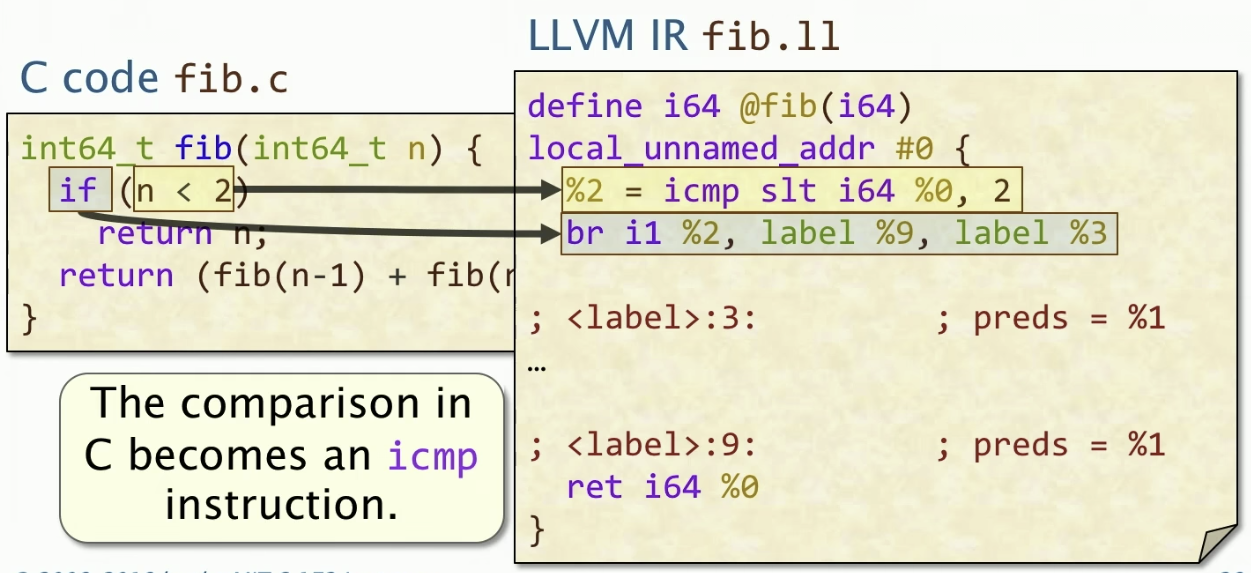 C code fib.c
int64_t fib(int64_t n) {
if (n < 2)
return n;
return (fib(n-1) + fib(
}
The comparison in
C becomes an icmp
instruction.
LLVM IR fib.ll
define i64 @fib(i64)
local_unnamed_addr #0 {
%2 = icmp slt i64 %0, 2
br i1 %2, label %9, label %3
; <label>:3: ; preds = %1
…
; <label>:9: ; preds = %1
ret i64 %0
}